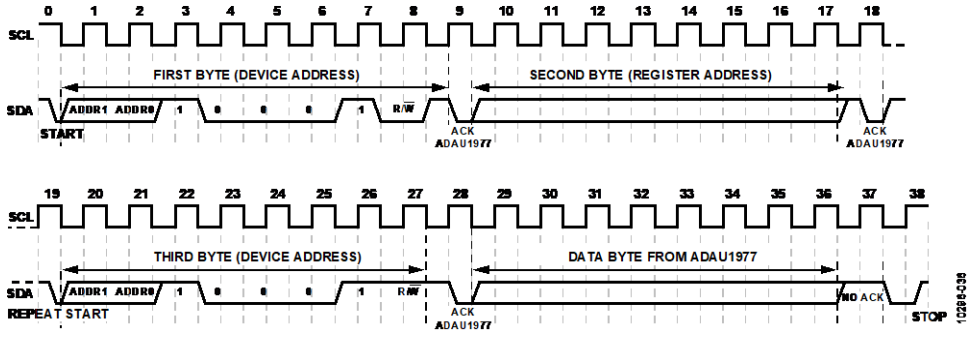 0 1 2 3 4 5 6 7 8 9 10 11 12 13 14 15 16 17 18
SCL
FIRST BYTE (DEVICE ADDRESS) SECOND BYTE (REGISTER ADDRESS)
SDA ADDR1 ADDR0 1 0 0 0 1 R/W
START ACK ADAU1977 ACK ADAU1977
19 20 21 22 23 24 25 26 27 28 29 30 31 32 33 34 35 36 37 38
SCL
THIRD BYTE (DEVICE ADDRESS) DATA BYTE FROM ADAU1977
SDA ADDR1 ADDR0 1 0 0 0 1 R/W NO ACK
REPEAT START ACK ADAU1977 STOP
10296-036